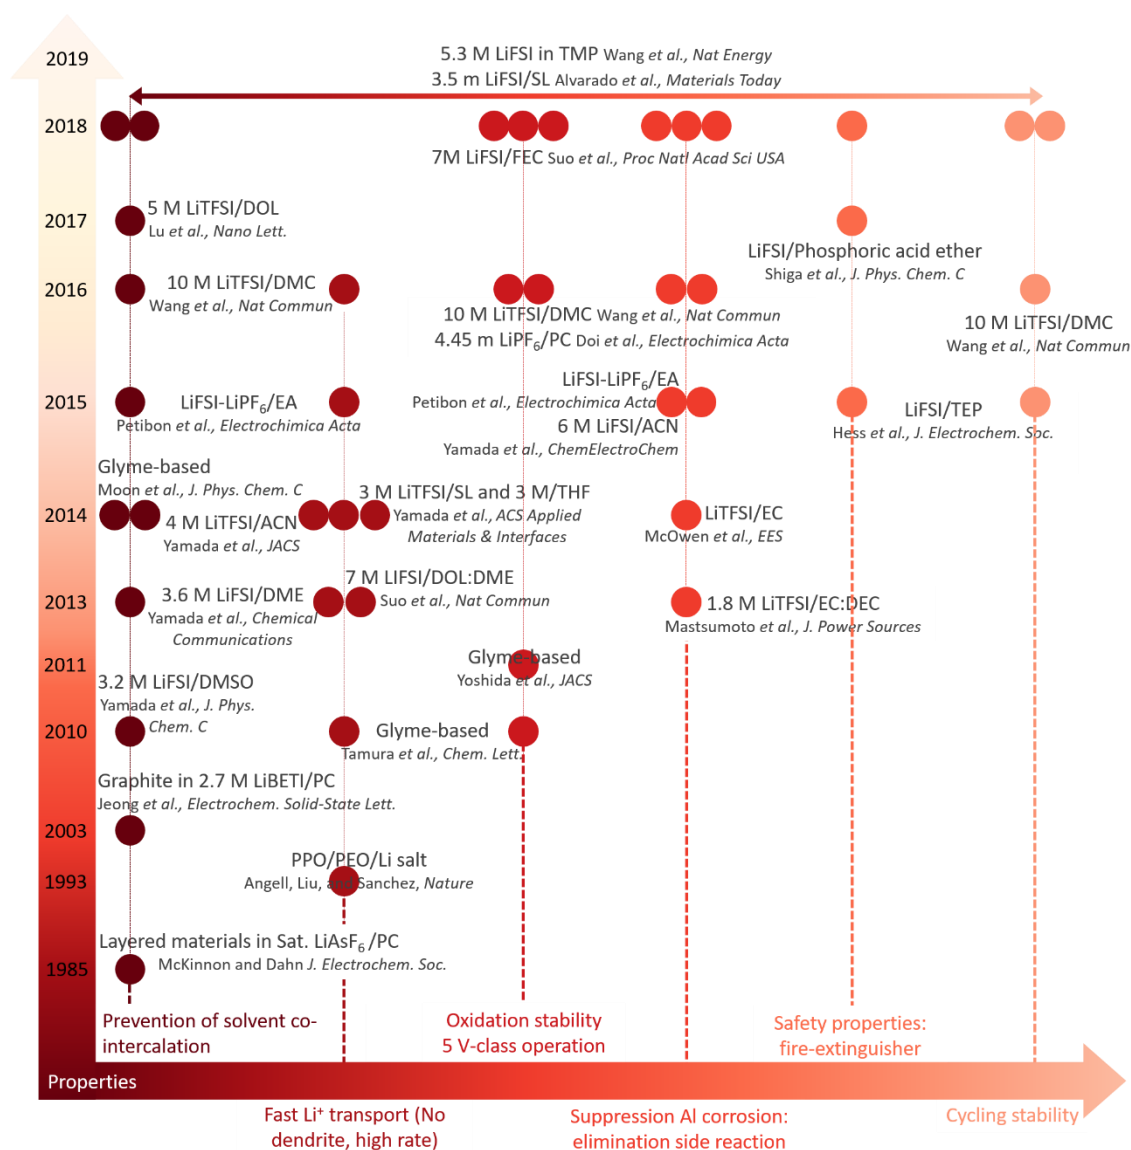 2019
5.3 M LiFSI in TMP Wang et al., Nat Energy
3.5 m LiFSI/SL Alvarado et al., Materials Today
2018
7M LiFSI/FEC Suo et al., Proc Natl Acad Sci USA
2017
5 M LiTFSI/DOL
Lu et al., Nano Lett.
LiFSI/Phosphoric acid ether
Shiga et al., J. Phys. Chem. C
2016
10 M LiTFSI/DMC
Wang et al., Nat Commun
10 M LiTFSI/DMC Wang et al., Nat Commun
4.45 m LiPF₆/PC Doi et al., Electrochimica Acta
10 M LiTFSI/DMC
Wang et al., Nat Commun
2015
LiFSI-LiPF₆/EA
Petibon et al., Electrochimica Acta
LiFSI-LiPF₆/EA
Petibon et al., Electrochimica Acta
6 M LiFSI/ACN
Yamada et al., ChemElectroChem
LiFSI/TEP
Hess et al., J. Electrochem. Soc.
Glyme-based
Moon et al., J. Phys. Chem. C
2014
4 M LiTFSI/ACN
Yamada et al., JACS
3 M LiTFSI/SL and 3 M/THF
Yamada et al., ACS Applied
Materials & Interfaces
LiTFSI/EC
McOwen et al., EES
2013
3.6 M LiFSI/DME
Yamada et al., Chemical
Communications
7 M LIFSI/DOL:DME
Suo et al., Nat Commun
1.8 M LiTFSI/EC:DEC
Mastsumoto et al., J. Power Sources
2011
Glyme-based
Yoshida et al., JACS
3.2 M LiFSI/DMSO
Yamada et al., J. Phys.
Chem. C
2010
Glyme-based
Tamura et al., Chem. Lett.
Graphite in 2.7 M LiBETI/PC
Jeong et al., Electrochem. Solid-State Lett.
2003
PPO/PEO/Li salt
1993
Angell, Liu, and Sanchez, Nature
Layered materials in Sat. LiAsF₆/PC
McKinnon and Dahn J. Electrochem. Soc.
1985
Prevention of solvent co-
intercalation
Oxidation stability
5 V-class operation
Safety properties:
fire-extinguisher
Properties
Fast Li⁺ transport (No
dendrite, high rate)
Suppression Al corrosion:
elimination side reaction
Cycling stability